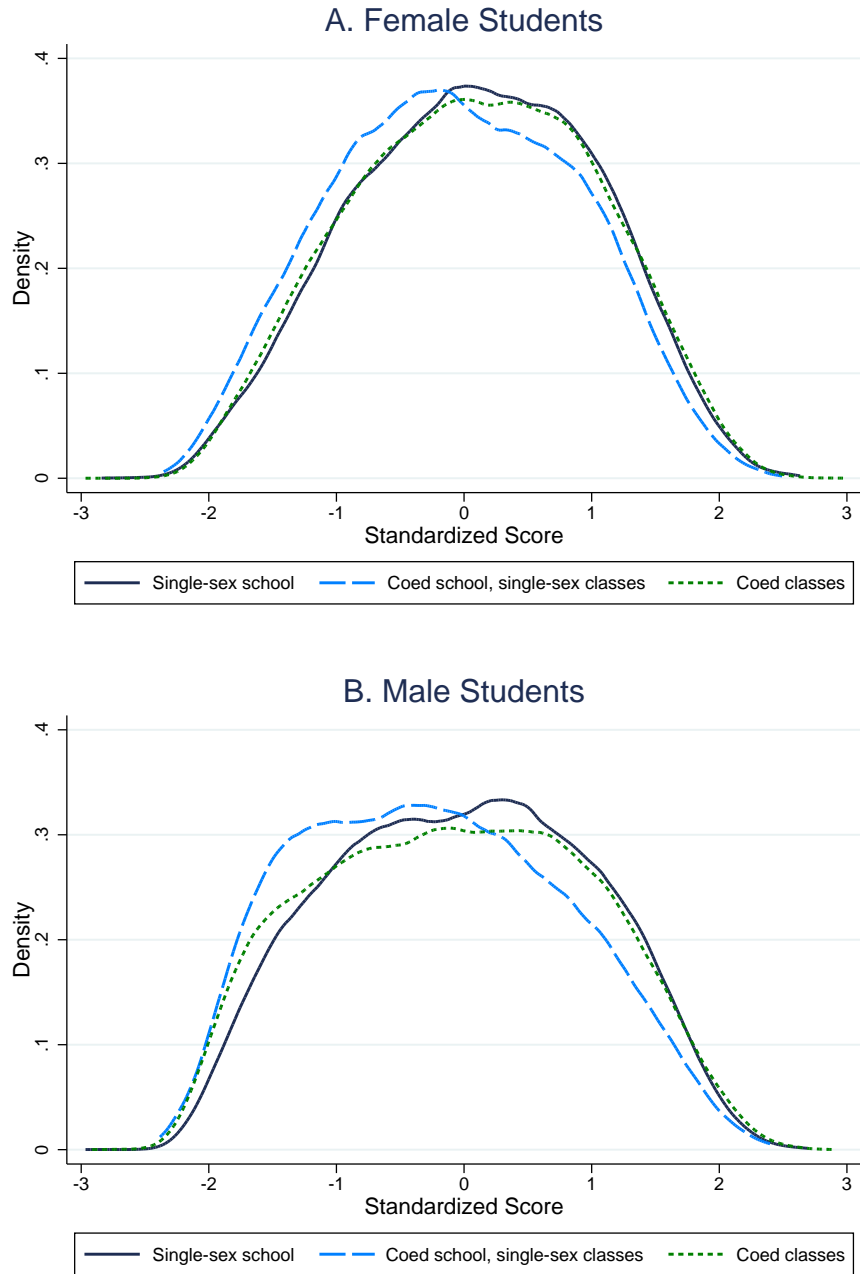 A. Female Students
.4
.3
.2
.1
0
Density
-3 -2 -1 0 1 2 3
Standardized Score
Single-sex school Coed school, single-sex classes Coed classes
B. Male Students
.4
.3
.2
.1
0
Density
-3 -2 -1 0 1 2 3
Standardized Score
Single-sex school Coed school, single-sex classes Coed classes